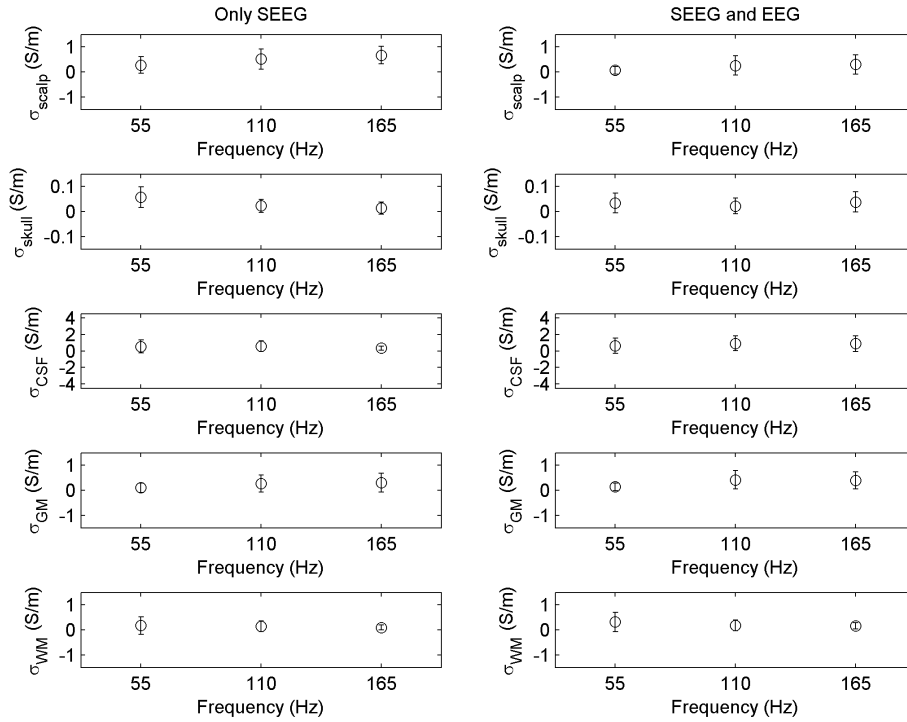 Only SEEG
σscalp (S/m)
1
0
-1
55 110 165
Frequency (Hz)
σskull (S/m)
0.1
0
-0.1
55 110 165
Frequency (Hz)
σCSF (S/m)
4
2
0
-2
-4
55 110 165
Frequency (Hz)
σGM (S/m)
1
0
-1
55 110 165
Frequency (Hz)
σWM (S/m)
1
0
-1
55 110 165
Frequency (Hz)
SEEG and EEG
σscalp (S/m)
1
0
-1
55 110 165
Frequency (Hz)
σskull (S/m)
0.1
0
-0.1
55 110 165
Frequency (Hz)
σCSF (S/m)
4
2
0
-2
-4
55 110 165
Frequency (Hz)
σGM (S/m)
1
0
-1
55 110 165
Frequency (Hz)
σWM (S/m)
1
0
-1
55 110 165
Frequency (Hz)